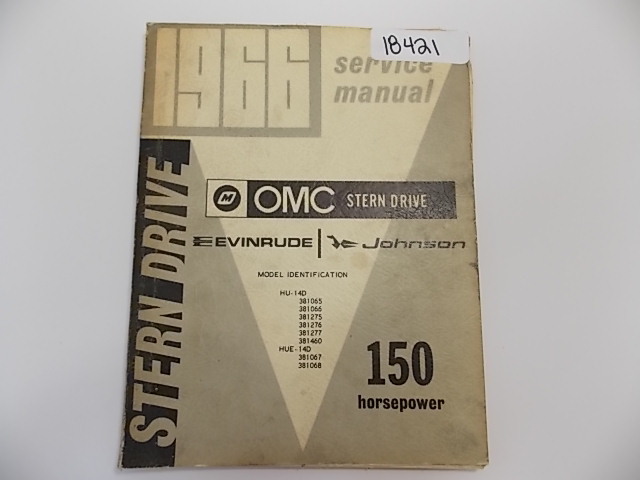 18421
1966
service
manual
STERN DRIVE
M OMC STERN DRIVE
EVINRUDE | Johnson
MODEL IDENTIFICATION
HU-14D
381065
381066
381275
381276
381277
381460
HUE-14D
381067
381068
150
horsepower